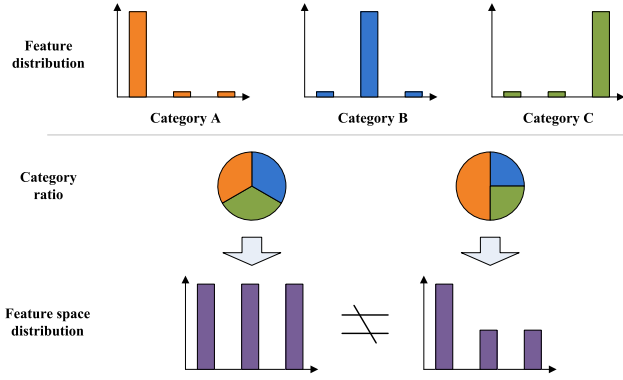 Feature
distribution
Category A
Category B
Category C
Category
ratio
Feature space
distribution